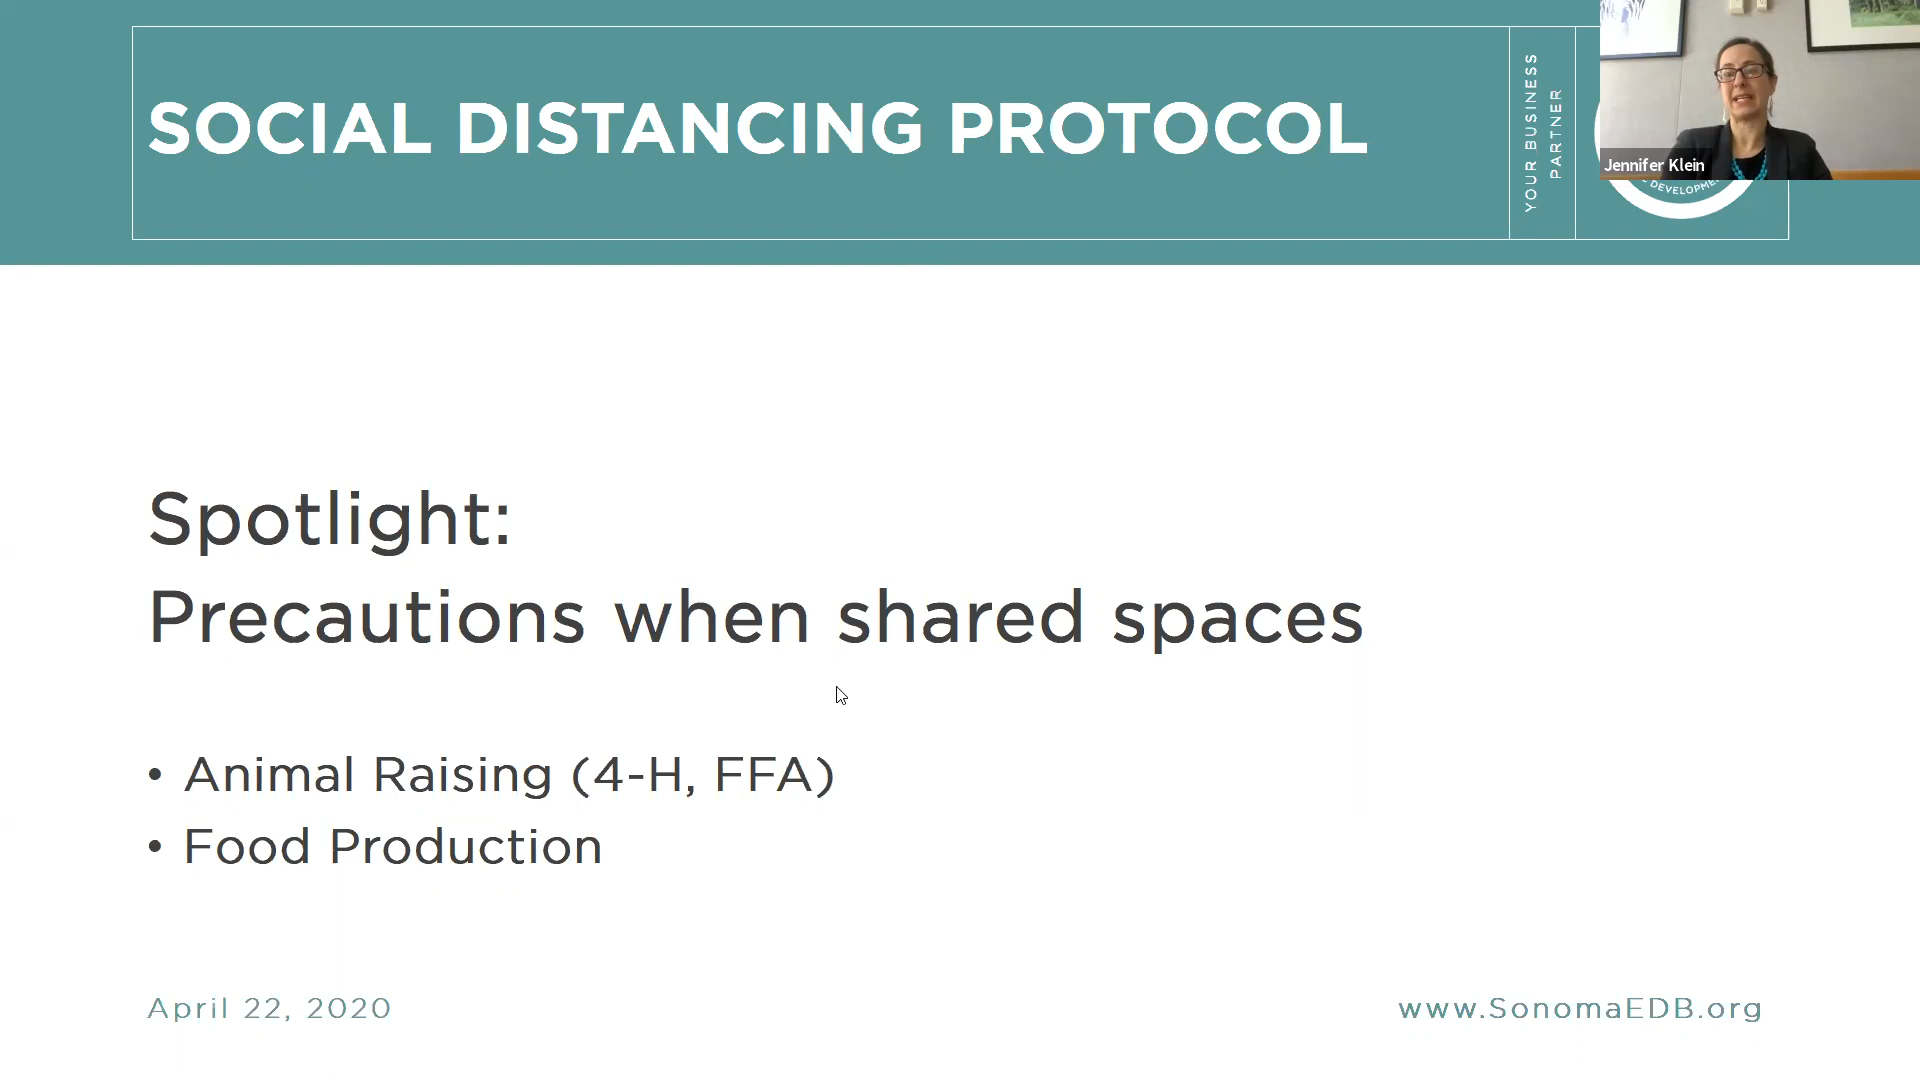 SOCIAL DISTANCING PROTOCOL
YOUR BUSINESS
PARTNER
Jennifer Klein
DEVELOPME
Spotlight:
Precautions when shared spaces
• Animal Raising (4-H, FFA)
• Food Production
April 22, 2020
www.SonomaEDB.org